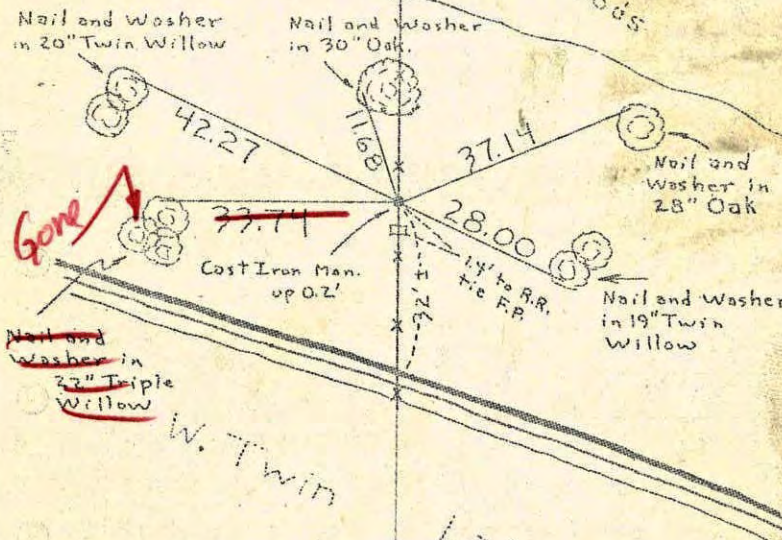 Nail and Washer
in 20" Twin Willow
Nail and Washer
in 30" Oak.
42.27
11.68
37.14
Nail and
Washer in
28" Oak
Gone
33.74
28.00
Cast Iron Mon.
up 0.2'
1.4' to R.R.
tie F.P.
32'±
Nail and Washer
in 19" Twin
Willow
Nail and
Washer in
22" Triple
Willow
W. Twin